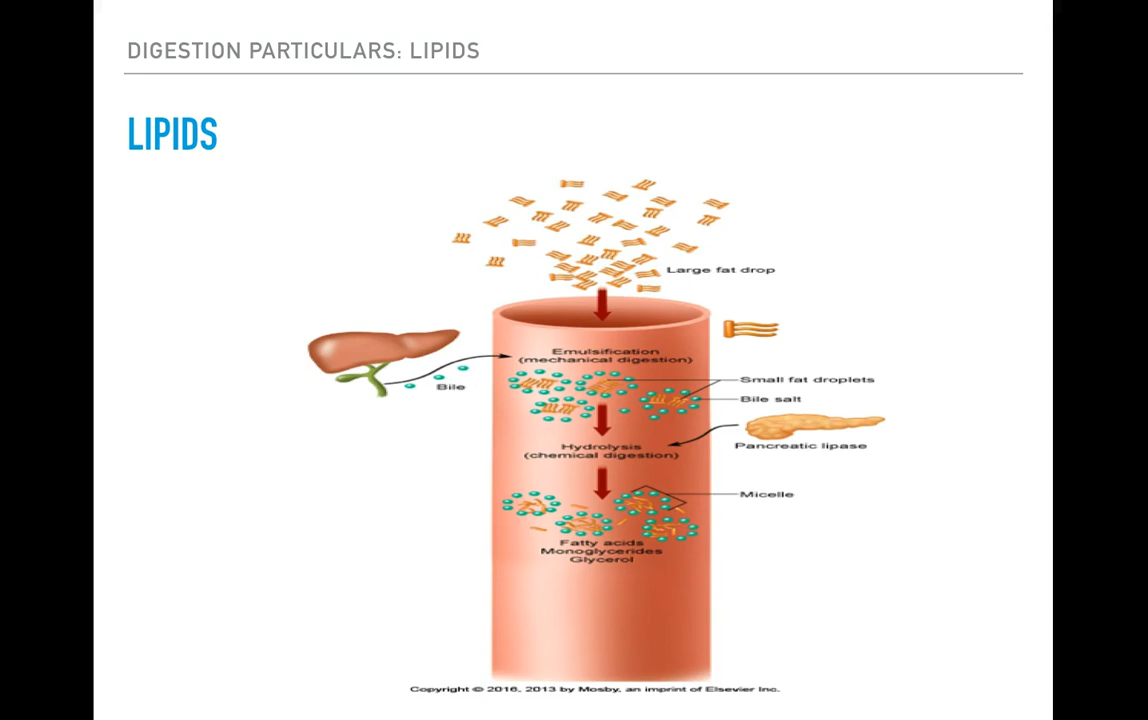 DIGESTION PARTICULARS: LIPIDS
LIPIDS
Large fat drop
Emulsification
(mechanical digestion)
Bile
Small fat droplets
Bile salt
Hydrolysis
(chemical digestion)
Pancreatic lipase
Micelle
Fatty acids
Monoglycerides
Glycerol
Copyright © 2016, 2013 by Mosby, an imprint of Elsevier Inc.